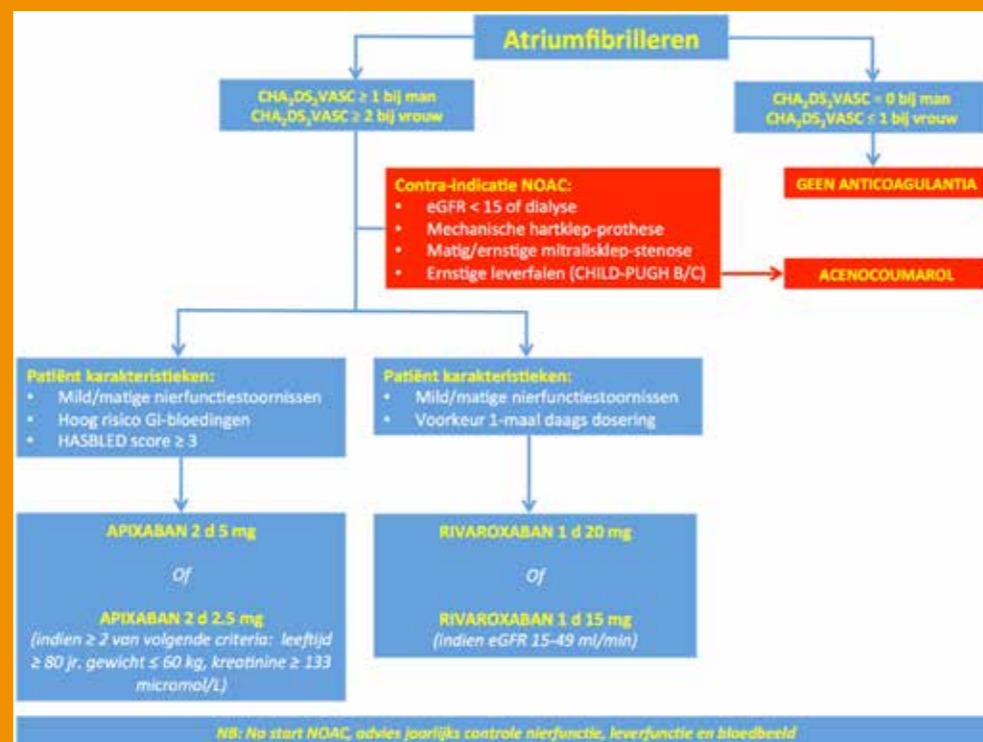 Atriumfibrilleren
CHA₂DS₂VASC ≥ 1 bij man
CHA₂DS₂VASC ≥ 2 bij vrouw
CHA₂DS₂VASC = 0 bij man
CHA₂DS₂VASC ≤ 1 bij vrouw
GEEN ANTICOAGULANTIA
Contra-indicatie NOAC:
• eGFR < 15 of dialyse
• Mechanische hartklep-prothese
• Matig/ernstige mitralisklep-stenose
• Ernstige leverfalen (CHILD-PUGH B/C)
ACENOCOUMAROL
Patiënt karakteristieken:
• Mild/matige nierfunctiestoornissen
• Hoog risico GI-bloedingen
• HASBLED score ≥ 3
Patiënt karakteristieken:
• Mild/matige nierfunctiestoornissen
• Voorkeur 1-maal daags dosering
APIXABAN 2 d 5 mg
Of
APIXABAN 2 d 2.5 mg
(indien ≥ 2 van volgende criteria: leeftijd
≥ 80 jr. gewicht ≤ 60 kg, kreatinine ≥ 133
micromol/L)
RIVAROXABAN 1 d 20 mg
Of
RIVAROXABAN 1 d 15 mg
(indien eGFR 15-49 ml/min)
NB: Na start NOAC, advies jaarlijks controle nierfunctie, leverfunctie en bloedbeeld